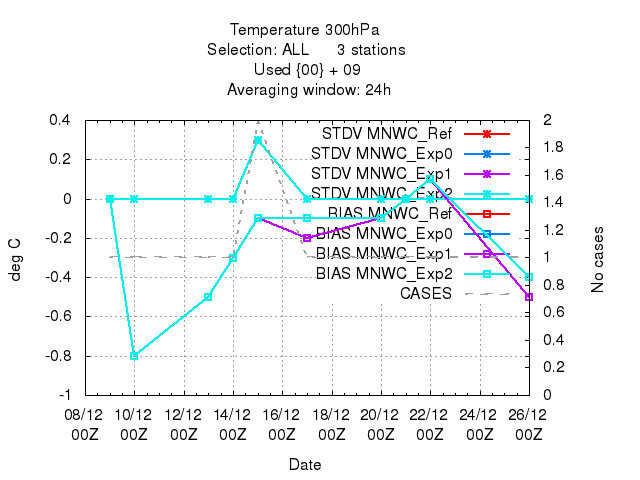 Temperature 300hPa
Selection: ALL 3 stations
Used {00} + 09
Averaging window: 24h
0.4
0.2
0
-0.2
-0.4
-0.6
-0.8
-1
deg C
2
1.8
1.6
1.4
1.2
1
0.8
0.6
0.4
0.2
0
No cases
STDV MNWC_Ref
STDV MNWC_Exp0
STDV MNWC_Exp1
STDV MNWC_Exp2
BIAS MNWC_Ref
BIAS MNWC_Exp0
BIAS MNWC_Exp1
BIAS MNWC_Exp2
CASES
08/12 10/12 12/12 14/12 16/12 18/12 20/12 22/12 24/12 26/12
00Z 00Z 00Z 00Z 00Z 00Z 00Z 00Z 00Z 00Z
Date